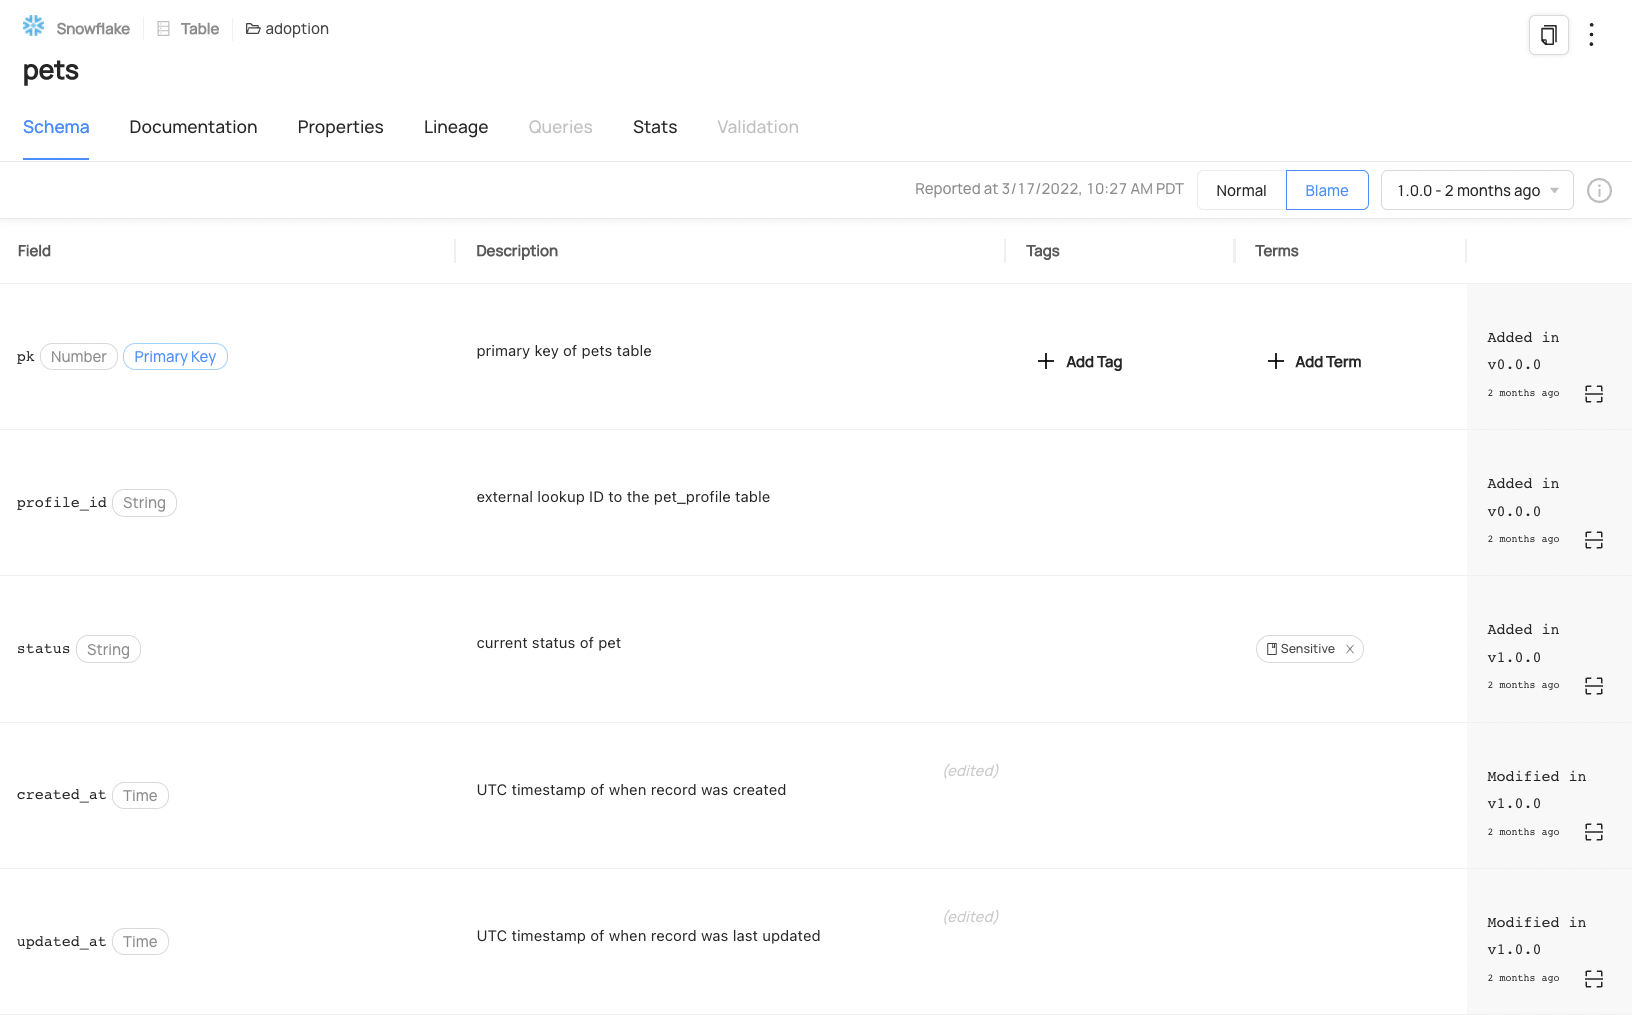 Snowflake Table adoption
pets
Schema Documentation Properties Lineage Queries Stats Validation
Reported at 3/17/2022, 10:27 AM PDT Normal Blame 1.0.0 - 2 months ago
Field Description Tags Terms
pk Number Primary Key primary key of pets table Add Tag Add Term
Added in
v0.0.0
2 months ago
profile_id String external lookup ID to the pet_profile table
Added in
v0.0.0
2 months ago
status String current status of pet Sensitive
Added in
v1.0.0
2 months ago
(edited)
created_at Time UTC timestamp of when record was created
Modified in
v1.0.0
2 months ago
(edited)
updated_at Time UTC timestamp of when record was last updated
Modified in
v1.0.0
2 months ago